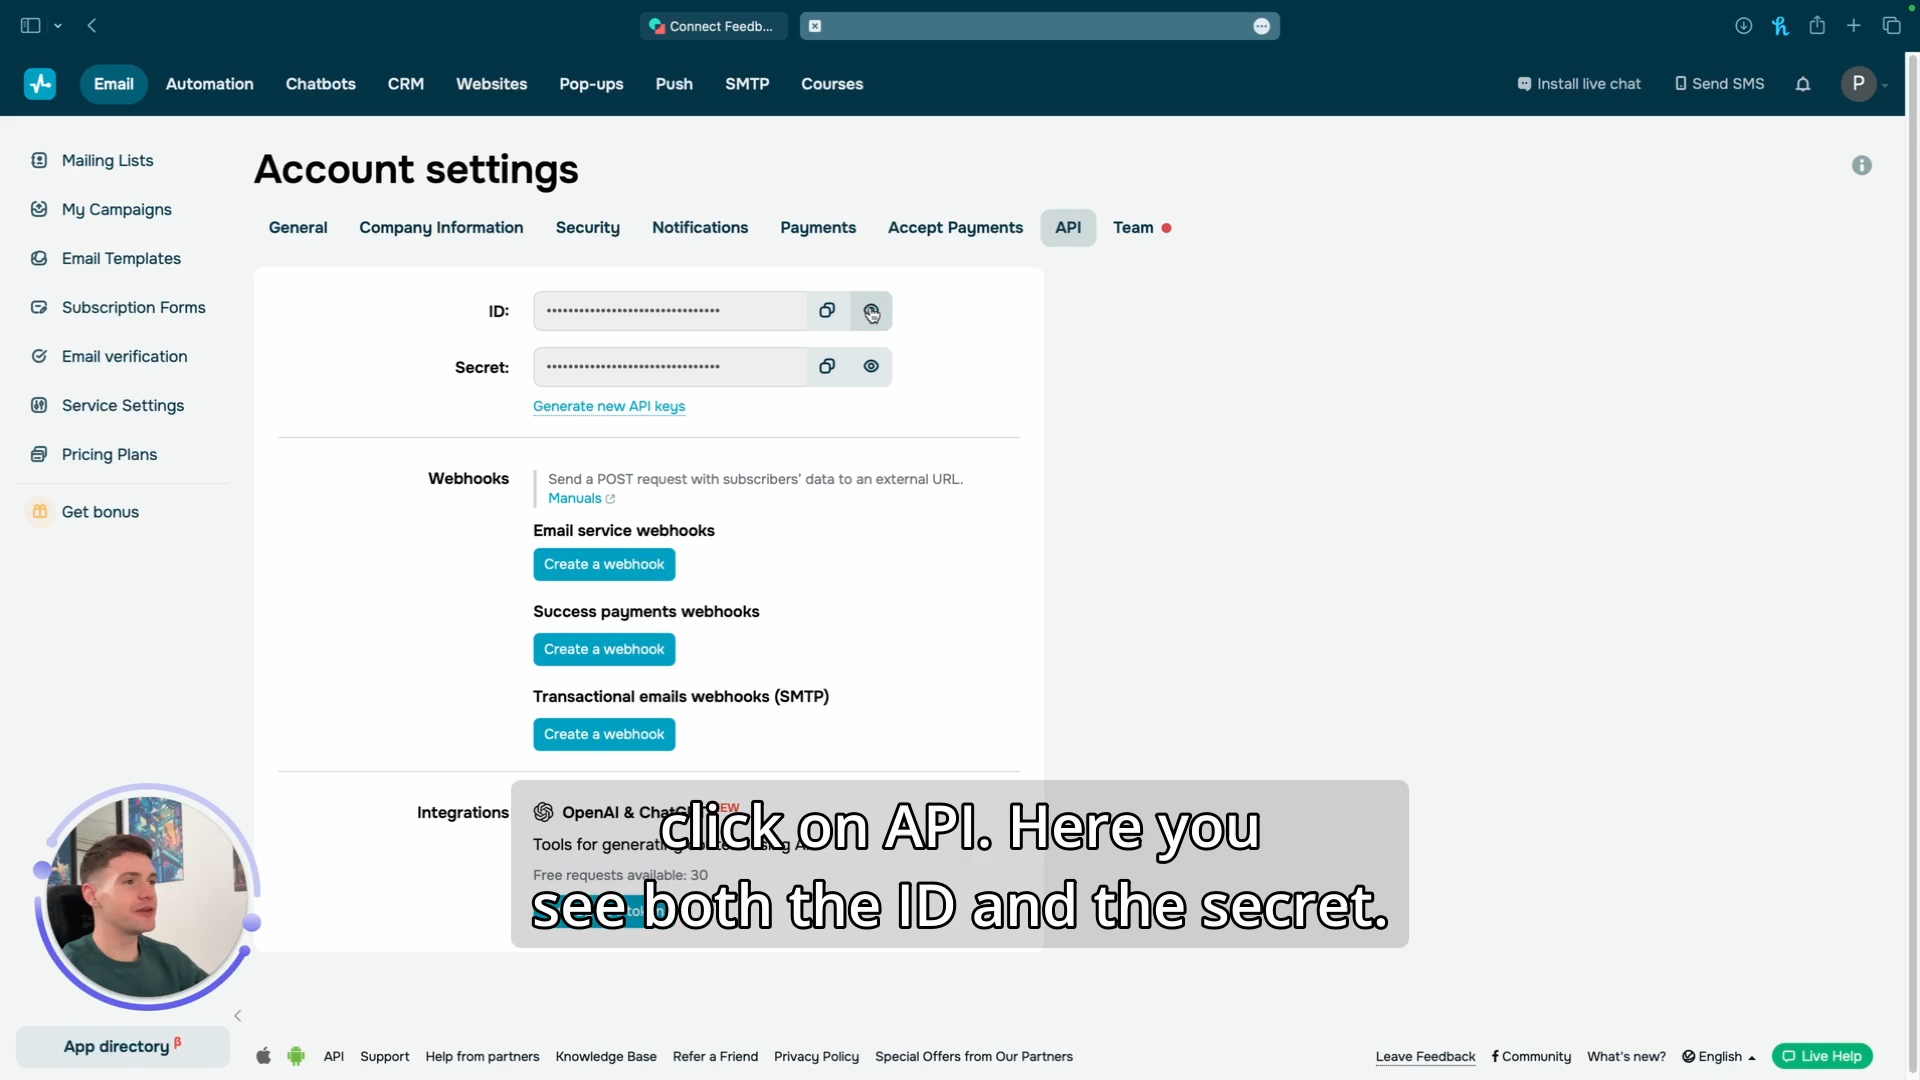 Connect Feedb...
Email
Automation
Chatbots
CRM
Websites
Pop-ups
Push
SMTP
Courses
Install live chat
Send SMS
P
Mailing Lists
My Campaigns
Email Templates
Subscription Forms
Email verification
Service Settings
Pricing Plans
Get bonus
Account settings
General
Company Information
Security
Notifications
Payments
Accept Payments
API
Team
ID:
Secret:
Generate new API keys
Webhooks
Send a POST request with subscribers' data to an external URL.
Manuals
Email service webhooks
Create a webhook
Success payments webhooks
Create a webhook
Transactional emails webhooks (SMTP)
Create a webhook
Integrations
OpenAI &
Tools for
Free requests available: 30
click on API. Here you
see both the ID and the secret.
App directory β
API
Support
Help from partners
Knowledge Base
Refer a Friend
Privacy Policy
Special Offers from Our Partners
Leave Feedback
Community
What's new?
English
Live Help